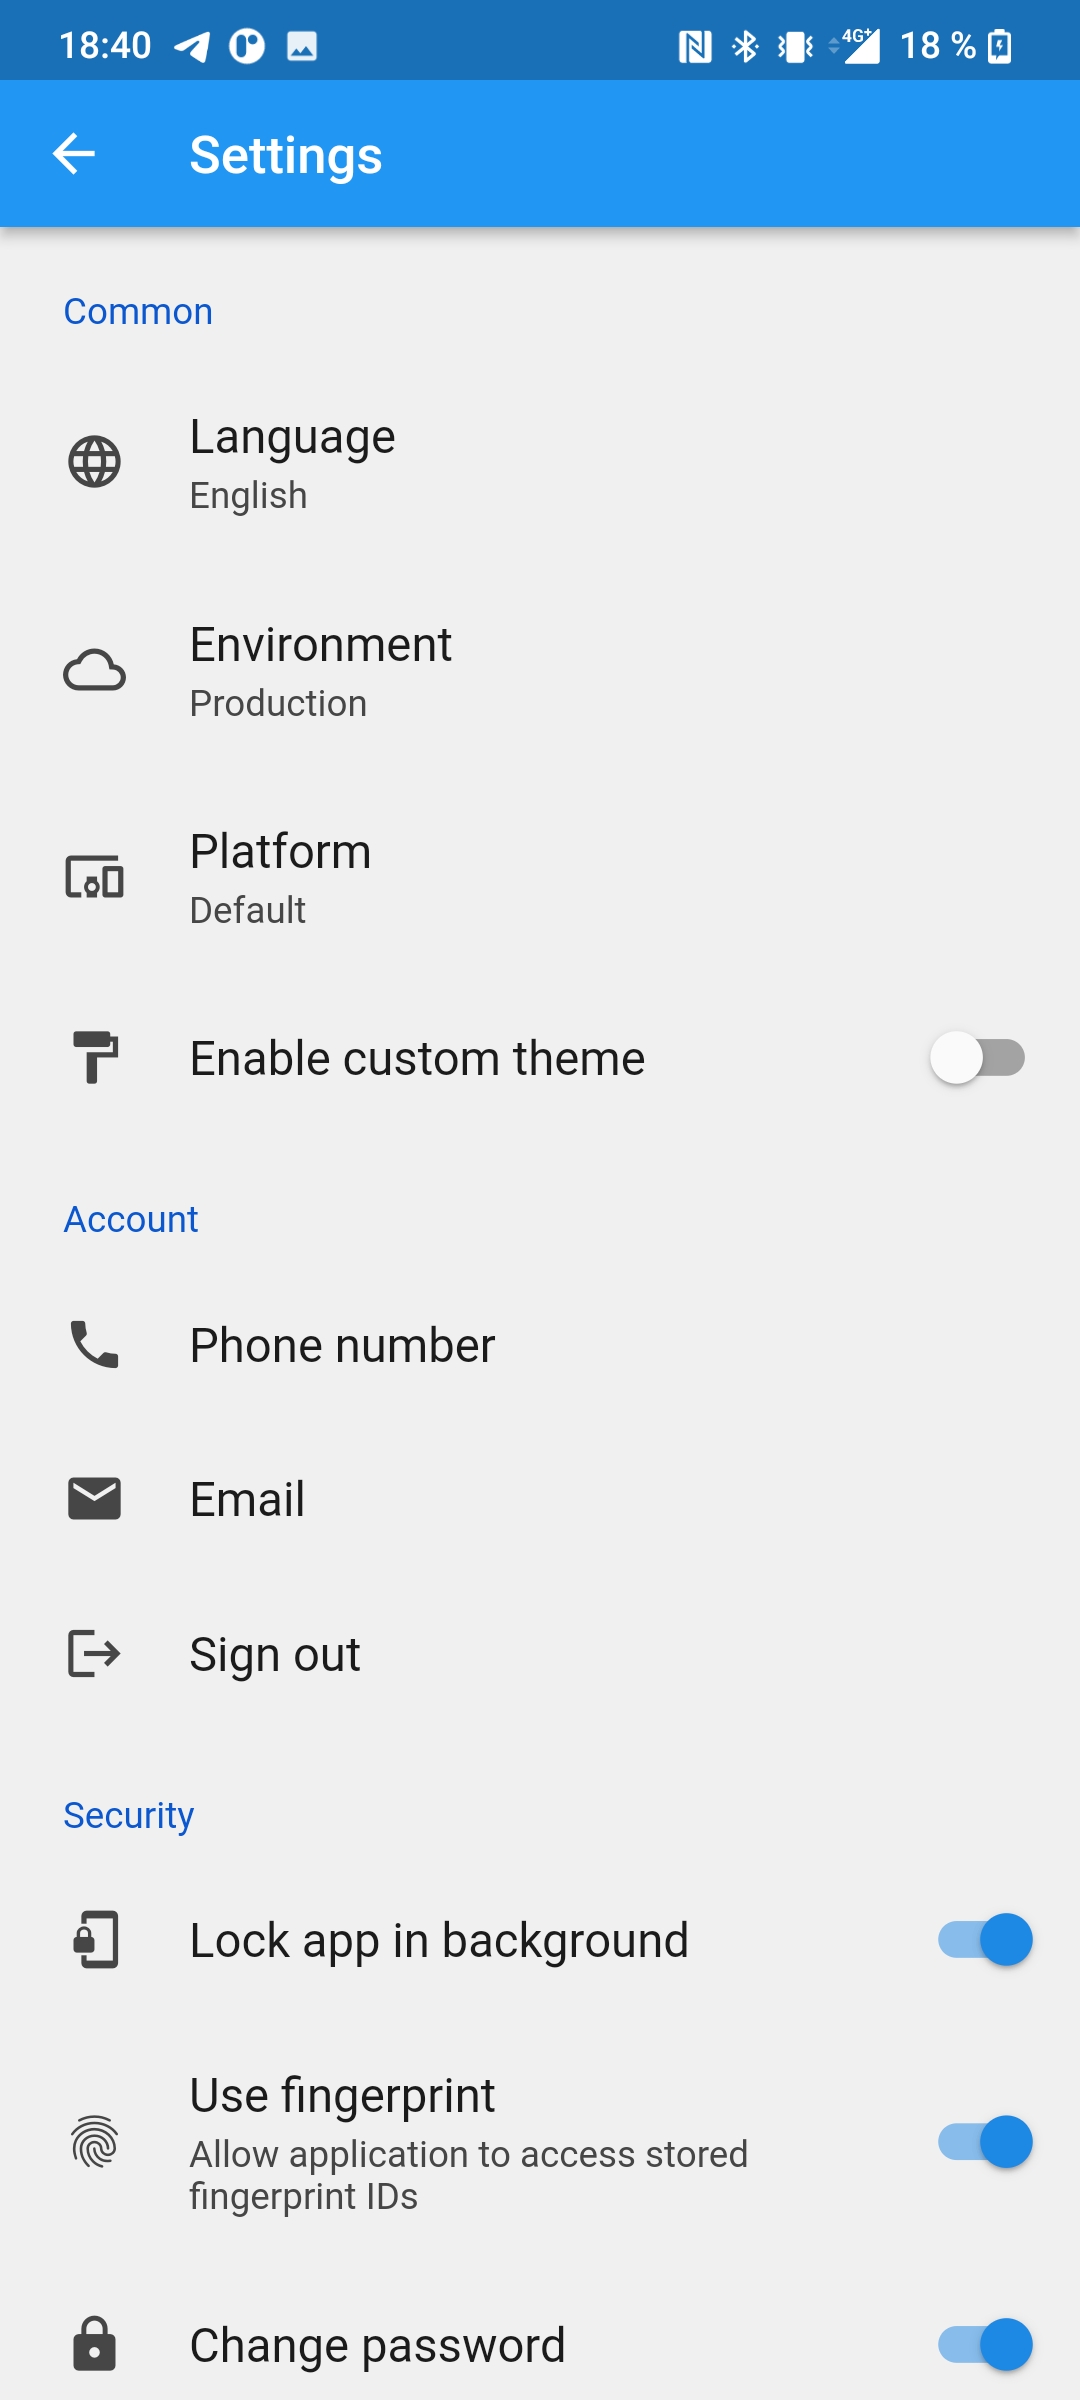 18:40 4G+ 18 %
Settings
Common
Language
English
Environment
Production
Platform
Default
Enable custom theme
Account
Phone number
Email
Sign out
Security
Lock app in background
Use fingerprint
Allow application to access stored
fingerprint IDs
Change password